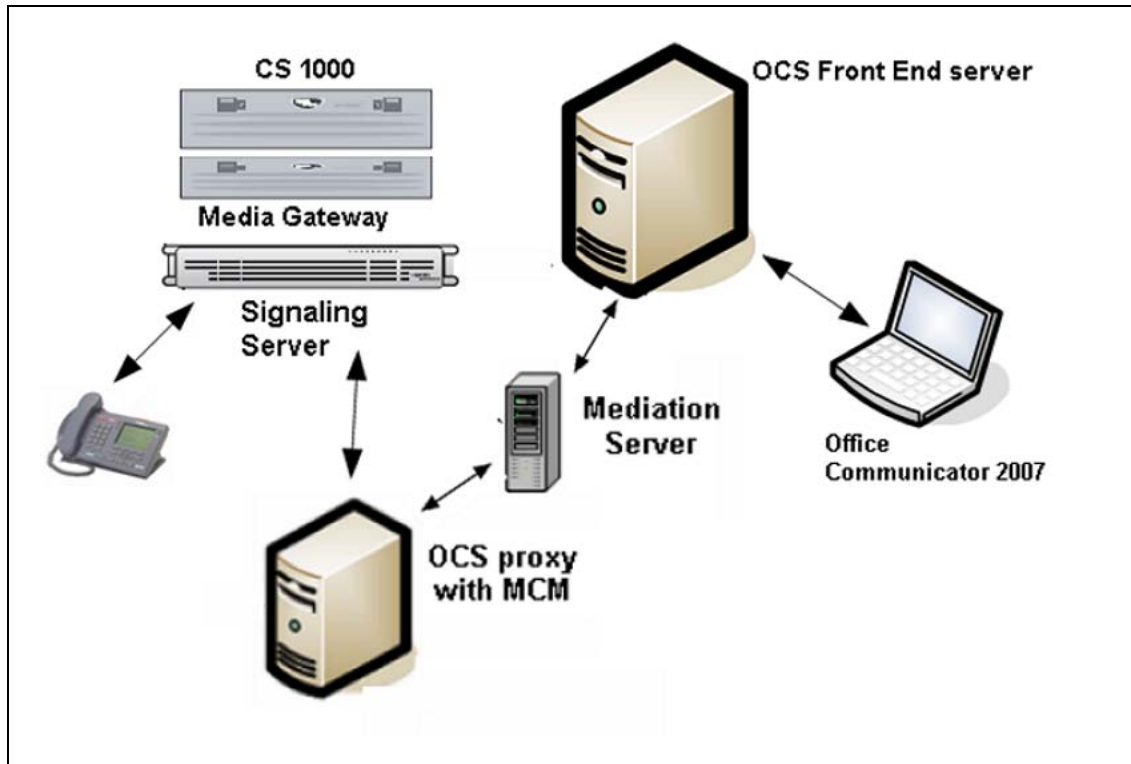 CS 1000
OCS Front End server
Media Gateway
Signaling
Server
Mediation
Server
Office
Communicator 2007
OCS proxy
with MCM